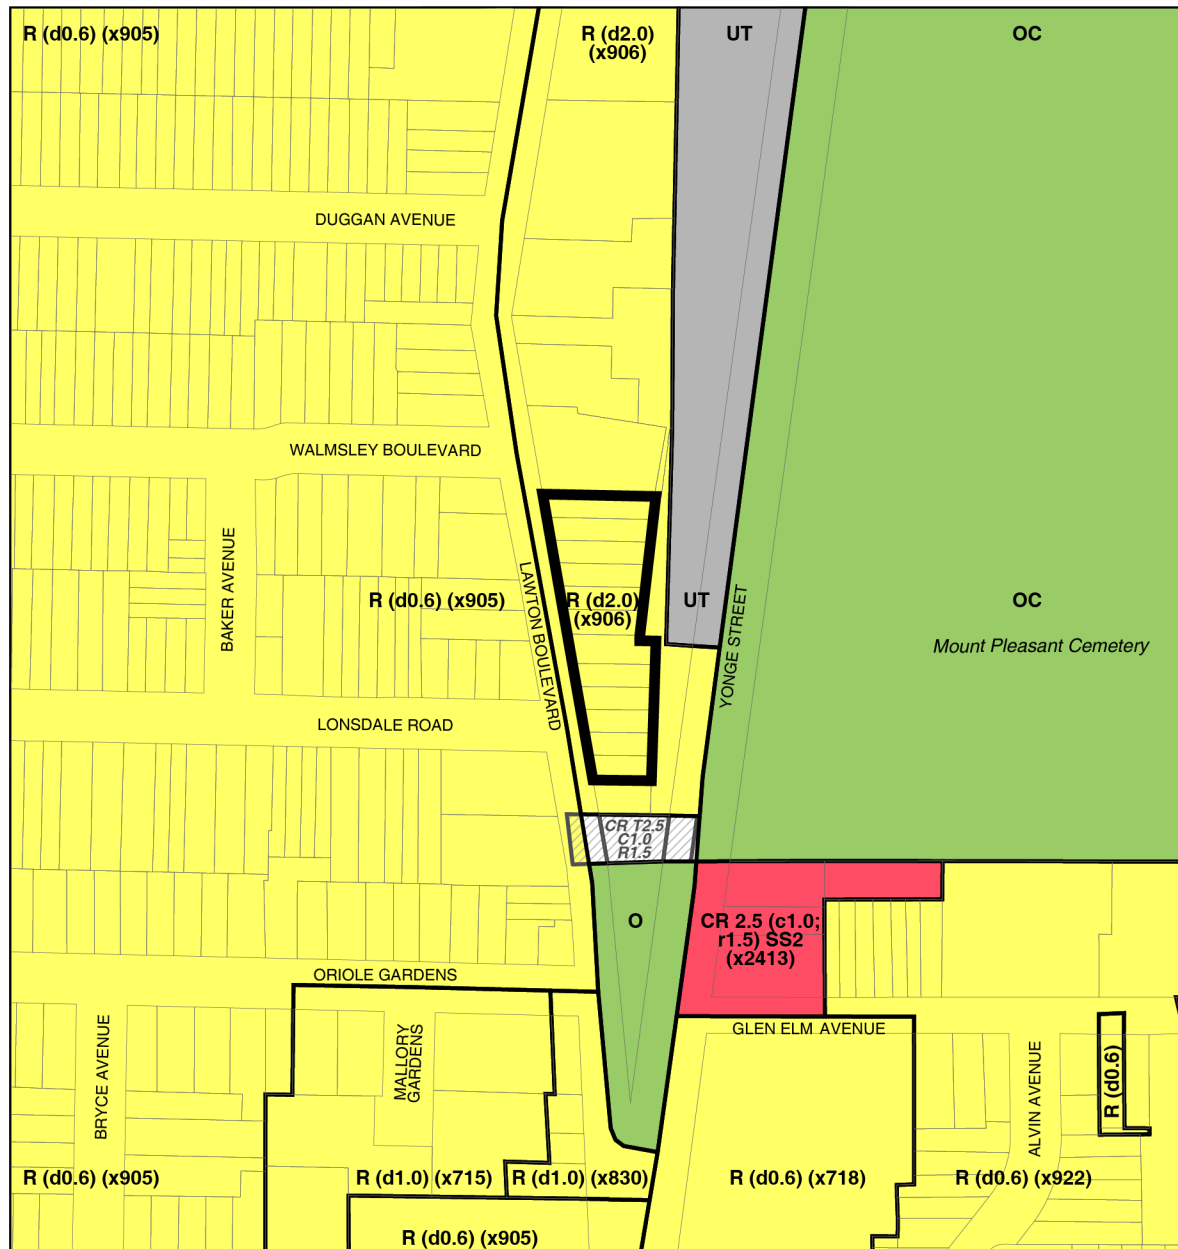 R (d0.6) (x905)
R (d2.0)
(x906)
UT
OC
DUGGAN AVENUE
WALMSLEY BOULEVARD
BAKER AVENUE
R (d0.6) (x905)
LAWTON BOULEVARD
R (d2.0)
(x906)
UT
YONGE STREET
OC
Mount Pleasant Cemetery
LONSDALE ROAD
CR T2.5
C1.0
R1.5
O
CR 2.5 (c1.0;
r1.5) SS2
(x2413)
ORIOLE GARDENS
GLEN ELM AVENUE
BRYCE AVENUE
MALLORY
GARDENS
ALVIN AVENUE
R (d0.6)
R (d0.6) (x905)
R (d1.0) (x715)
R (d1.0) (x830)
R (d0.6) (x718)
R (d0.6) (x922)
R (d0.6) (x905)